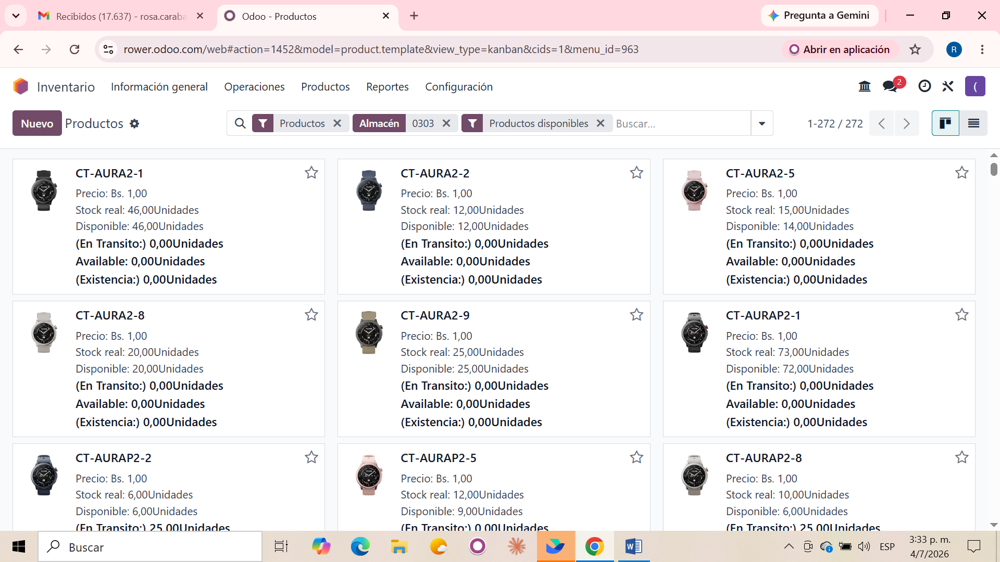 Recibidos (17.637) - rosa.caraba
Odoo - Productos
Pregunta a Gemini
rower.odoo.com/web#action=1452&model=product.template&view_type=kanban&cids=1&menu_id=963
Abrir en aplicación
R
Inventario
Información general
Operaciones
Productos
Reportes
Configuración
2
(
Nuevo
Productos
Productos
Almacén
0303
Productos disponibles
Buscar...
1-272 / 272
CT-AURA2-1
Precio: Bs. 1,00
Stock real: 46,00Unidades
Disponible: 46,00Unidades
(En Transito:) 0,00Unidades
Available: 0,00Unidades
(Existencia:) 0,00Unidades
CT-AURA2-2
Precio: Bs. 1,00
Stock real: 12,00Unidades
Disponible: 12,00Unidades
(En Transito:) 0,00Unidades
Available: 0,00Unidades
(Existencia:) 0,00Unidades
CT-AURA2-5
Precio: Bs. 1,00
Stock real: 15,00Unidades
Disponible: 14,00Unidades
(En Transito:) 0,00Unidades
Available: 0,00Unidades
(Existencia:) 0,00Unidades
CT-AURA2-8
Precio: Bs. 1,00
Stock real: 20,00Unidades
Disponible: 20,00Unidades
(En Transito:) 0,00Unidades
Available: 0,00Unidades
(Existencia:) 0,00Unidades
CT-AURA2-9
Precio: Bs. 1,00
Stock real: 25,00Unidades
Disponible: 25,00Unidades
(En Transito:) 0,00Unidades
Available: 0,00Unidades
(Existencia:) 0,00Unidades
CT-AURAP2-1
Precio: Bs. 1,00
Stock real: 73,00Unidades
Disponible: 72,00Unidades
(En Transito:) 0,00Unidades
Available: 0,00Unidades
(Existencia:) 0,00Unidades
CT-AURAP2-2
Precio: Bs. 1,00
Stock real: 6,00Unidades
Disponible: 6,00Unidades
(En Transito:) 25,00Unidades
CT-AURAP2-5
Precio: Bs. 1,00
Stock real: 12,00Unidades
Disponible: 9,00Unidades
(En Transito:) 0,00Unidades
CT-AURAP2-8
Precio: Bs. 1,00
Stock real: 10,00Unidades
Disponible: 6,00Unidades
(En Transito:) 25,00Unidades
Buscar
ESP
3:33 p. m.
4/7/2026